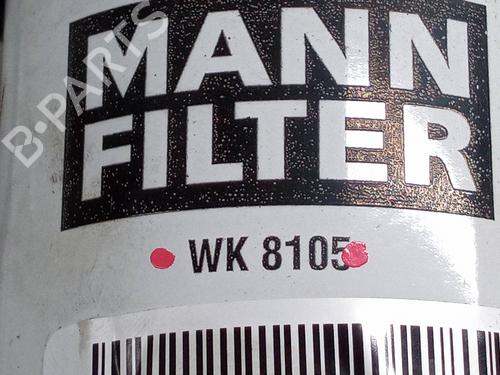 MANN
FILTER
WK 8105
B-PARTS